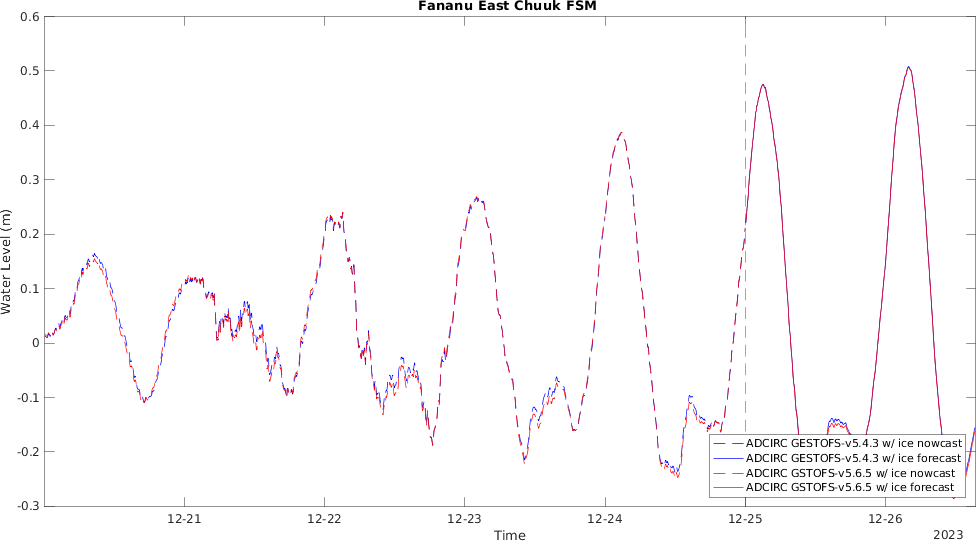 Fananu East Chuuk FSM
0.6
0.5
0.4
0.3
0.2
0.1
0
-0.1
-0.2
-0.3
Water Level (m)
ADCIRC GESTOFS-v5.4.3 w/ ice nowcast
ADCIRC GESTOFS-v5.4.3 w/ ice forecast
ADCIRC GSTOFS-v5.6.5 w/ ice nowcast
ADCIRC GSTOFS-v5.6.5 w/ ice forecast
12-21 12-22 12-23 12-24 12-25 12-26
Time
2023